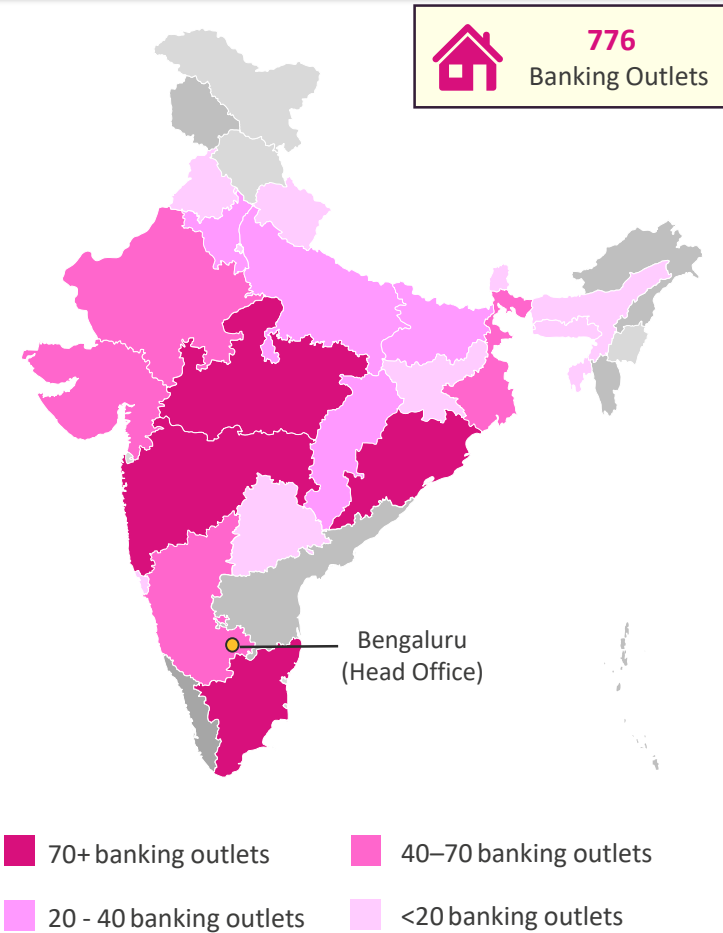 776
Banking Outlets
Bengaluru
(Head Office)
70+ banking outlets
40–70 banking outlets
20 - 40 banking outlets
<20 banking outlets